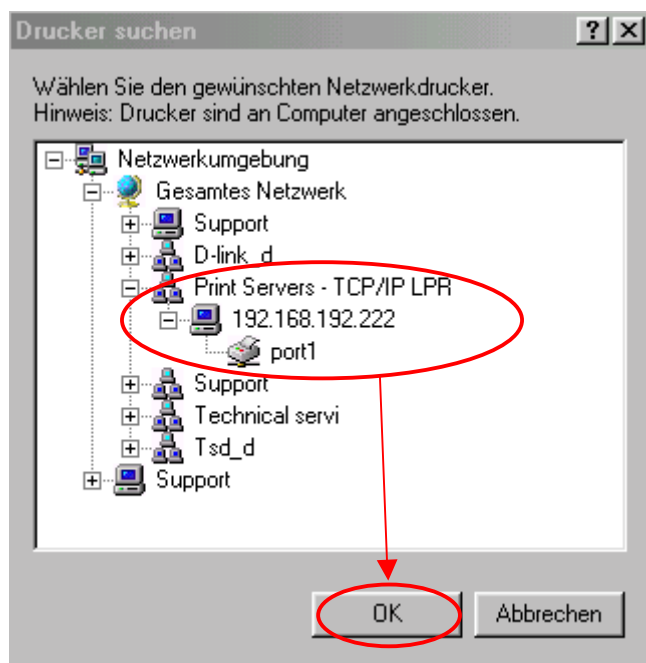 Drucker suchen
Wählen Sie den gewünschten Netzwerkdrucker.
Hinweis: Drucker sind an Computer angeschlossen.
Netzwerkumgebung
Gesamtes Netzwerk
Support
D-link_d
Print Servers - TCP/IP LPR
192.168.192.222
port1
Support
Technical servi
Tsd_d
Support
OK Abbrechen